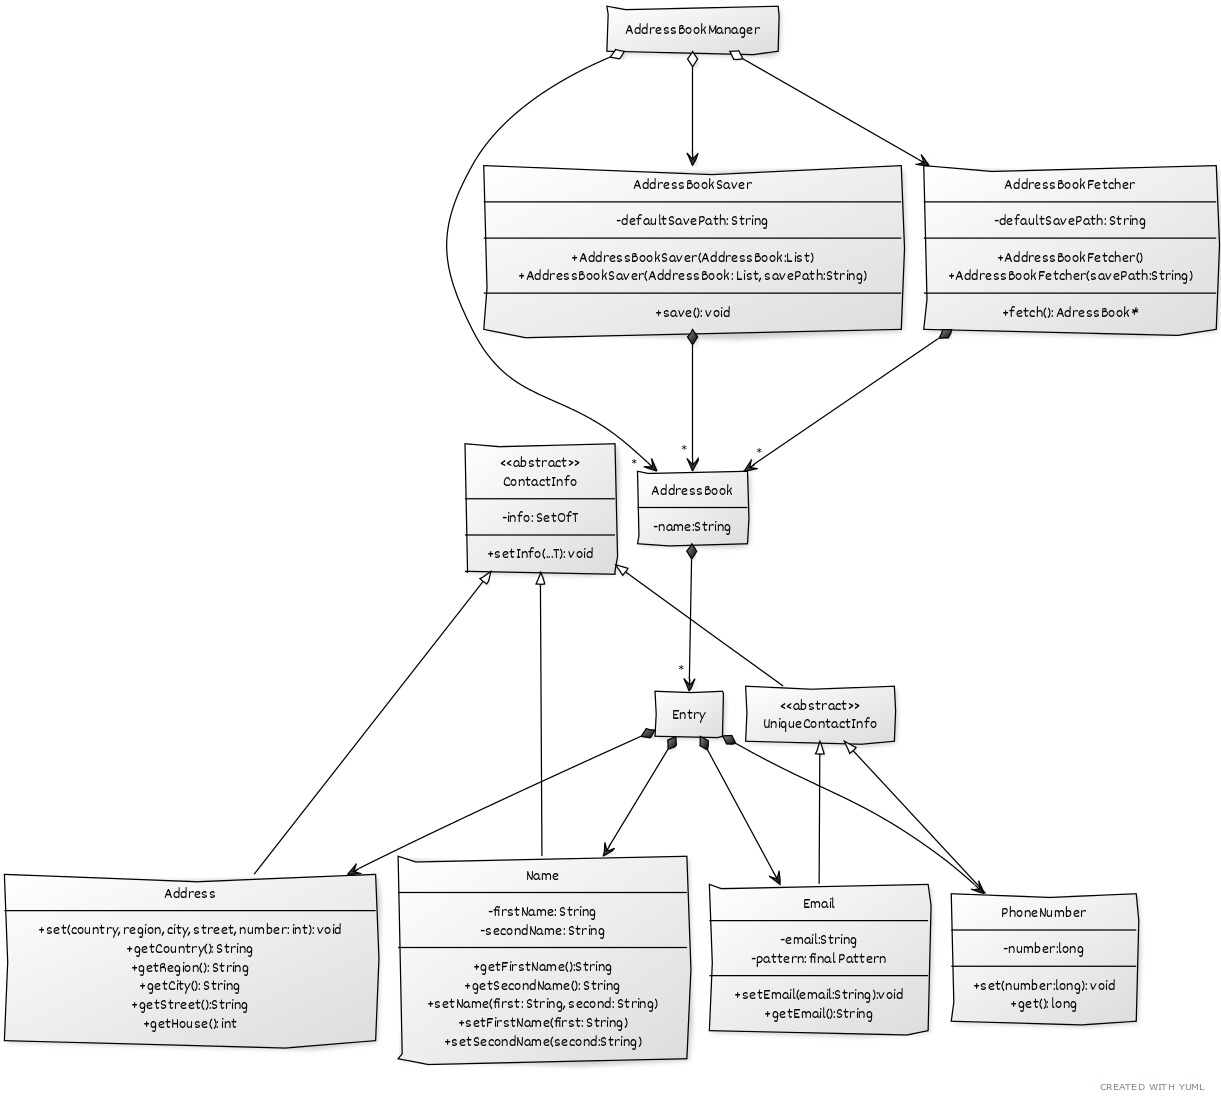 AddressBookManager
AddressBookSaver
-defaultSavePath: String
+AddressBookSaver(AddressBook:List)
+AddressBookSaver(AddressBook: List, savePath:String)
+save(): void
AddressBookFetcher
-defaultSavePath: String
+AddressBookFetcher()
+AddressBookFetcher(savePath:String)
+fetch(): AdressBook*
*
*
*
<<abstract>>
ContactInfo
-info: SetOfT
+setInfo(...T): void
AddressBook
-name:String
*
Entry
<<abstract>>
UniqueContactInfo
Address
+set(country, region, city, street, number: int): void
+getCountry(): String
+getRegion(): String
+getCity(): String
+getStreet():String
+getHouse(): int
Name
-firstName: String
-secondName: String
+getFirstName():String
+getSecondName(): String
+setName(first: String, second: String)
+setFirstName(first: String)
+setSecondName(second:String)
Email
-email:String
-pattern: final Pattern
+setEmail(email:String):void
+getEmail():String
PhoneNumber
-number:long
+set(number:long): void
+get(): long
CREATED WITH YUML